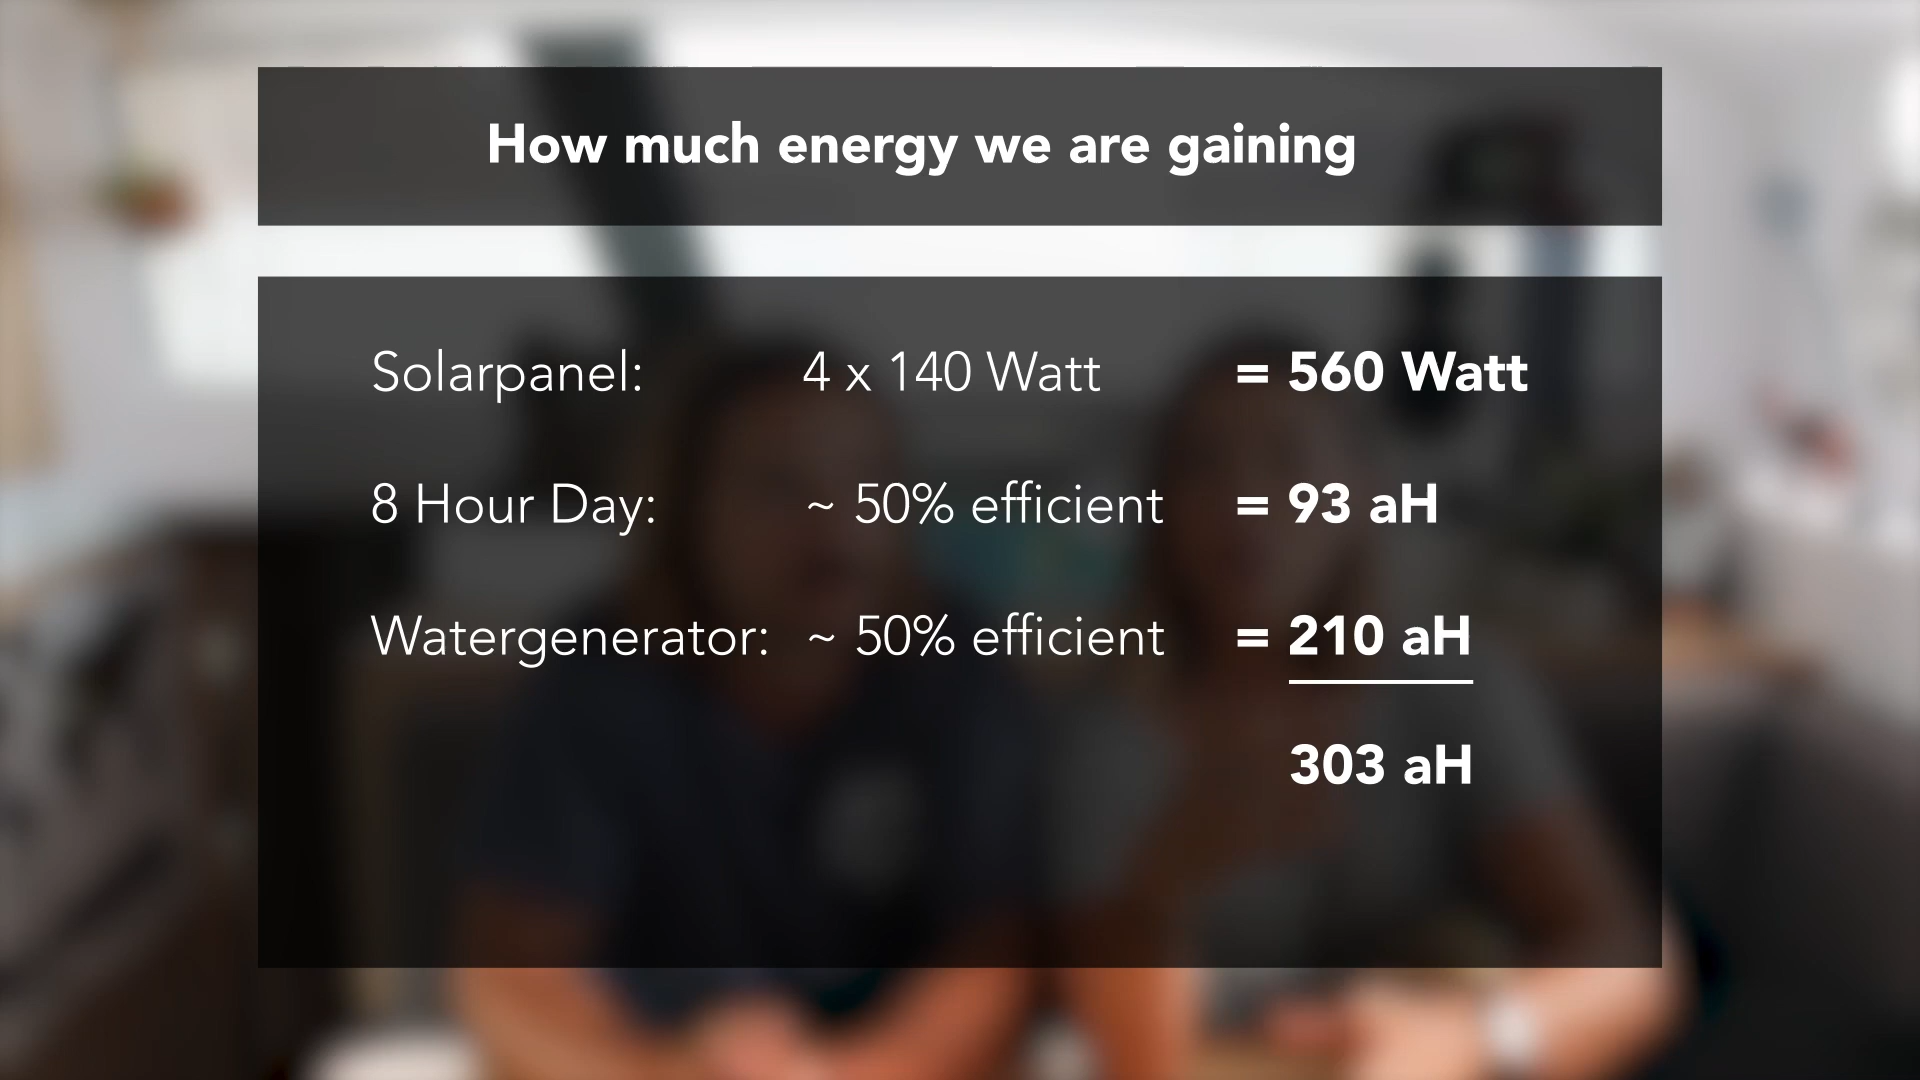 How much energy we are gaining
Solarpanel: 4 x 140 Watt = 560 Watt
8 Hour Day: ~ 50% efficient = 93 aH
Watergenerator: ~ 50% efficient = 210 aH
303 aH